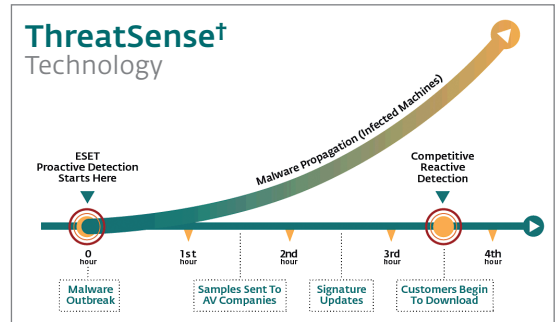 ThreatSense†
Technology
Malware Propagation (Infected Machines)
ESET
Proactive Detection
Starts Here
Competitive
Reactive
Detection
0
hour
1st
hour
2nd
hour
3rd
hour
4th
hour
Malware
Outbreak
Samples Sent To
AV Companies
Signature
Updates
Customers Begin
To Download